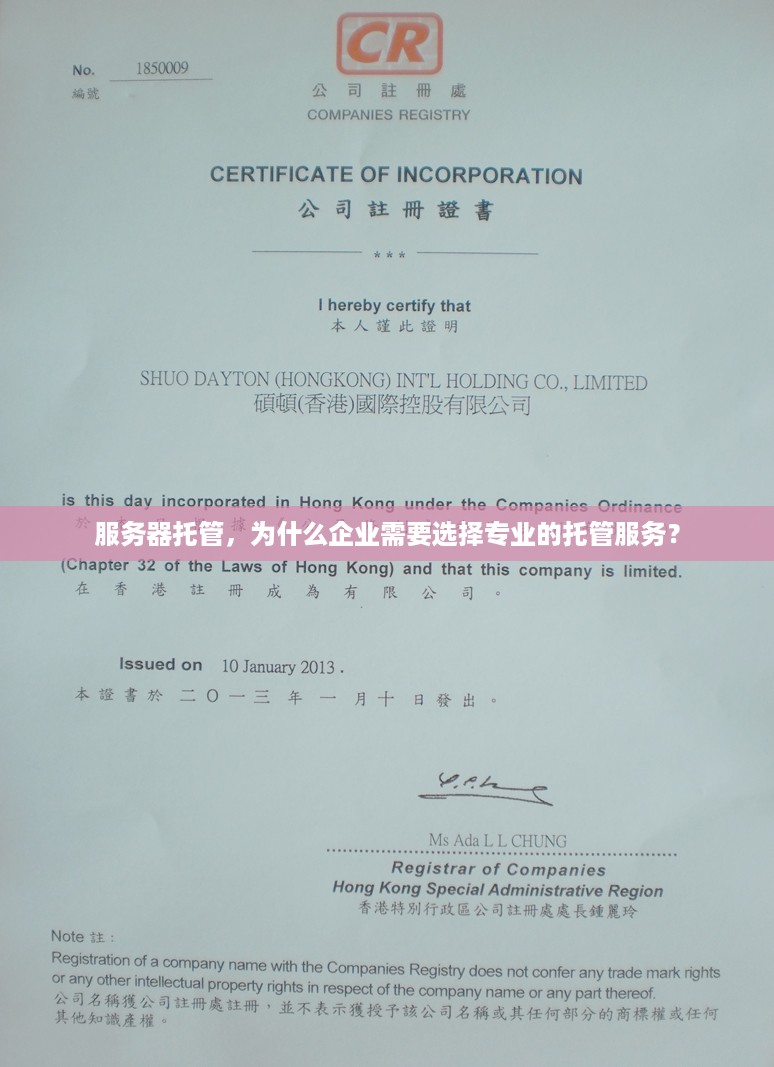 CR
No. 1850009
編號
公司註冊處
COMPANIES REGISTRY
CERTIFICATE OF INCORPORATION
公司註冊證書
***
I hereby certify that
本人謹此證明
SHUO DAYTON (HONGKONG) INT'L HOLDING CO., LIMITED
碩頓(香港)國際控股有限公司
is this day incorporated in Hong Kong under the Companies Ordinance
服务器托管，为什么企业需要选择专业的托管服务？
(Chapter 32 of the Laws of Hong Kong) and that this company is limited.
在香港註冊成為有限公司。
Issued on 10 January 2013.
本證書於二〇一三年一月十日發出。
Ms Ada L L CHUNG
Registrar of Companies
Hong Kong Special Administrative Region
香港特別行政區公司註冊處處長鍾麗玲
Note 註:
Registration of a company name with the Companies Registry does not confer any trade mark rights
or any other intellectual property rights in respect of the company name or any part thereof.
公司名稱獲公司註冊處註冊，並不表示獲授予該公司名稱或其任何部分的商標權或任何
其他知識產權。